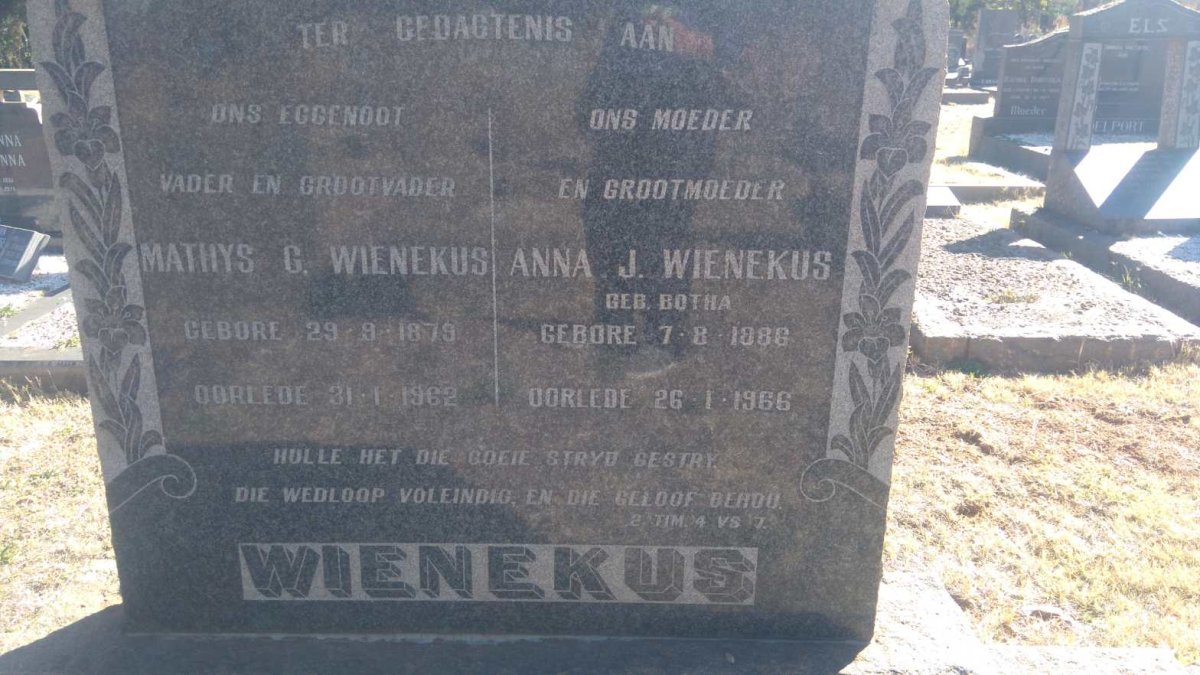 TER GEDAGTENIS AAN
ONS EGGENOOT
VADER EN GROOTVADER
MATHYS G. WIENEKUS
GEBORE 29-9-1879
OORLEDE 31-1-1962
ONS MOEDER
EN GROOTMOEDER
ANNA J. WIENEKUS
GEB. BOTHA
GEBORE 7-8-1886
OORLEDE 26-1-1966
HULLE HET DIE GOEIE STRYD GESTRY,
DIE WEDLOOP VOLEINDIG, EN DIE GELOOF BEHOU.
2. TIM. 4 VS 7.
WIENEKUS
ELS
Moeder